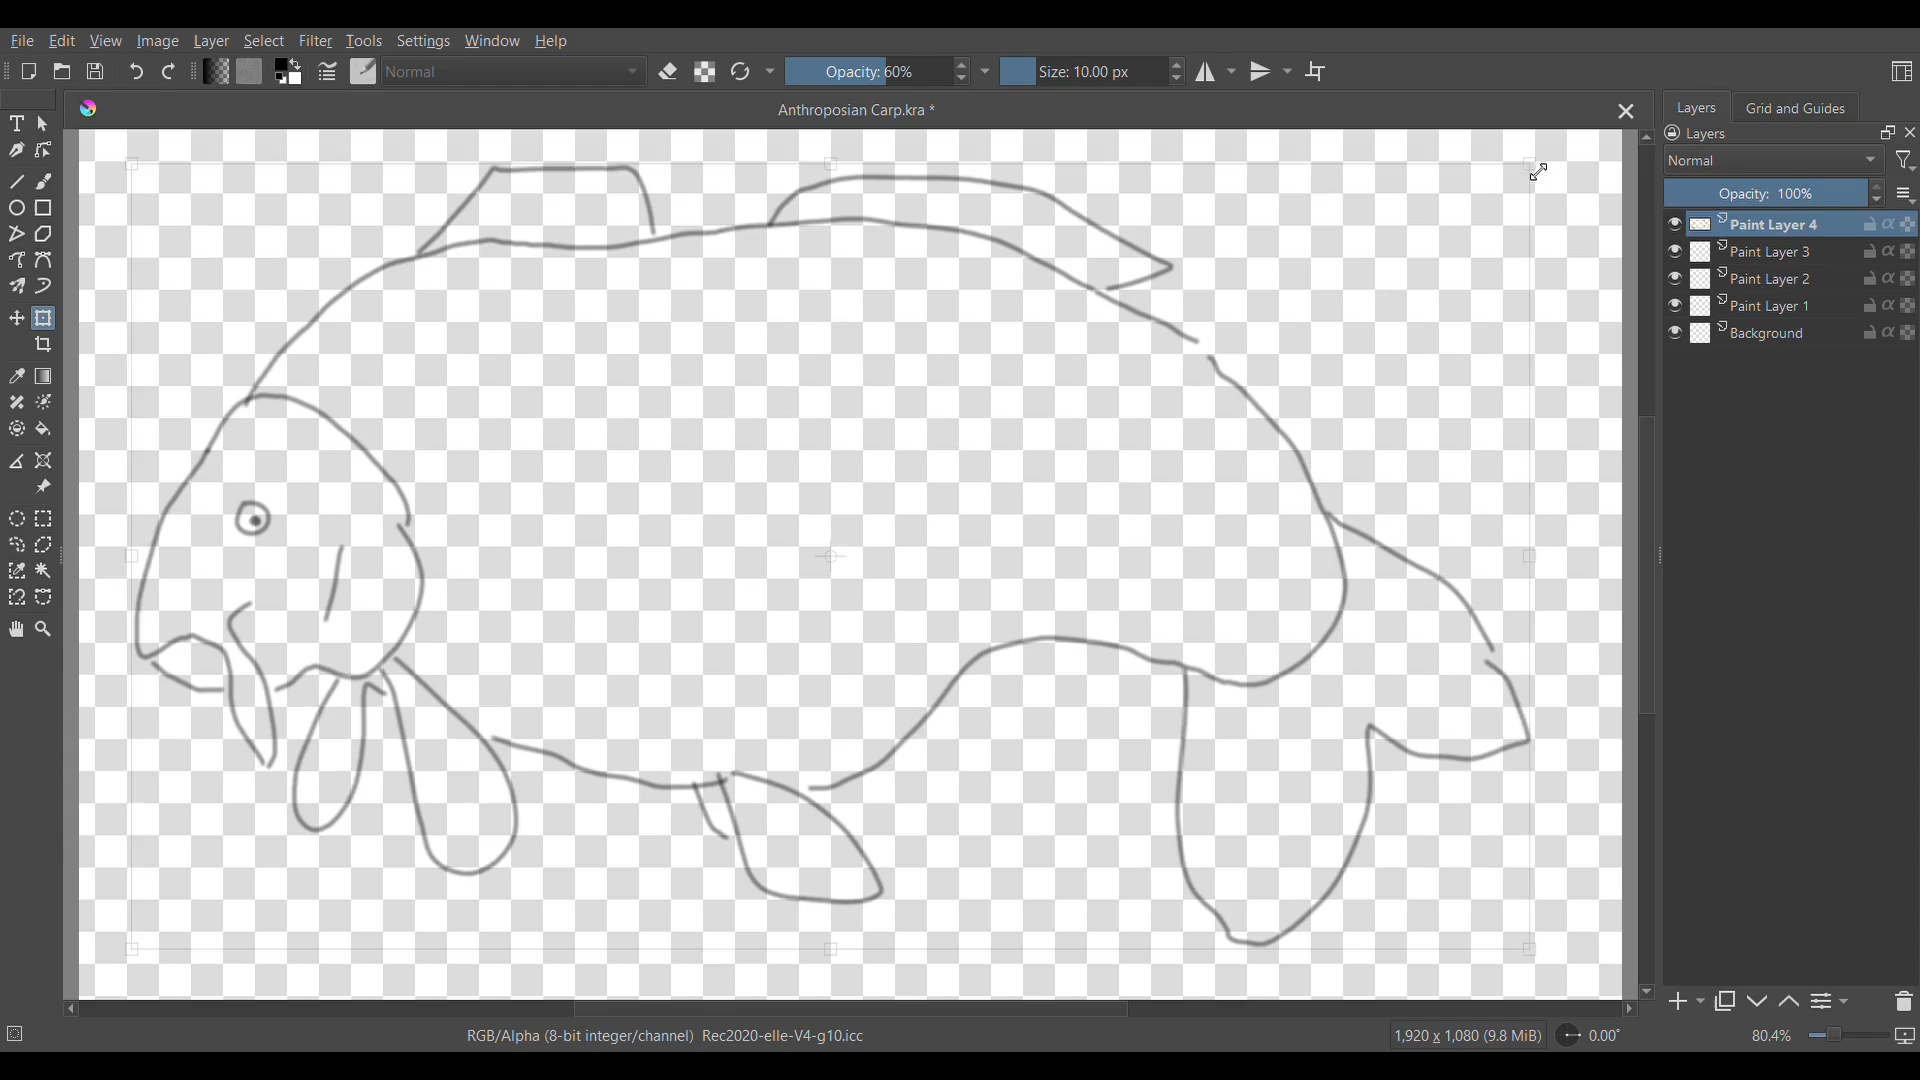 File Edit View Image Layer Select Filter Tools Settings Window Help
Normal Opacity: 60% Size: 10.00 px
Anthroposian Carp.kra *
Layers Grid and Guides
Layers
Normal
Opacity: 100%
Paint Layer 4
Paint Layer 3
Paint Layer 2
Paint Layer 1
Background
RGB/Alpha (8-bit integer/channel) Rec2020-elle-V4-g10.icc 1,920 x 1,080 (9.8 MiB) 0.00° 80.4%